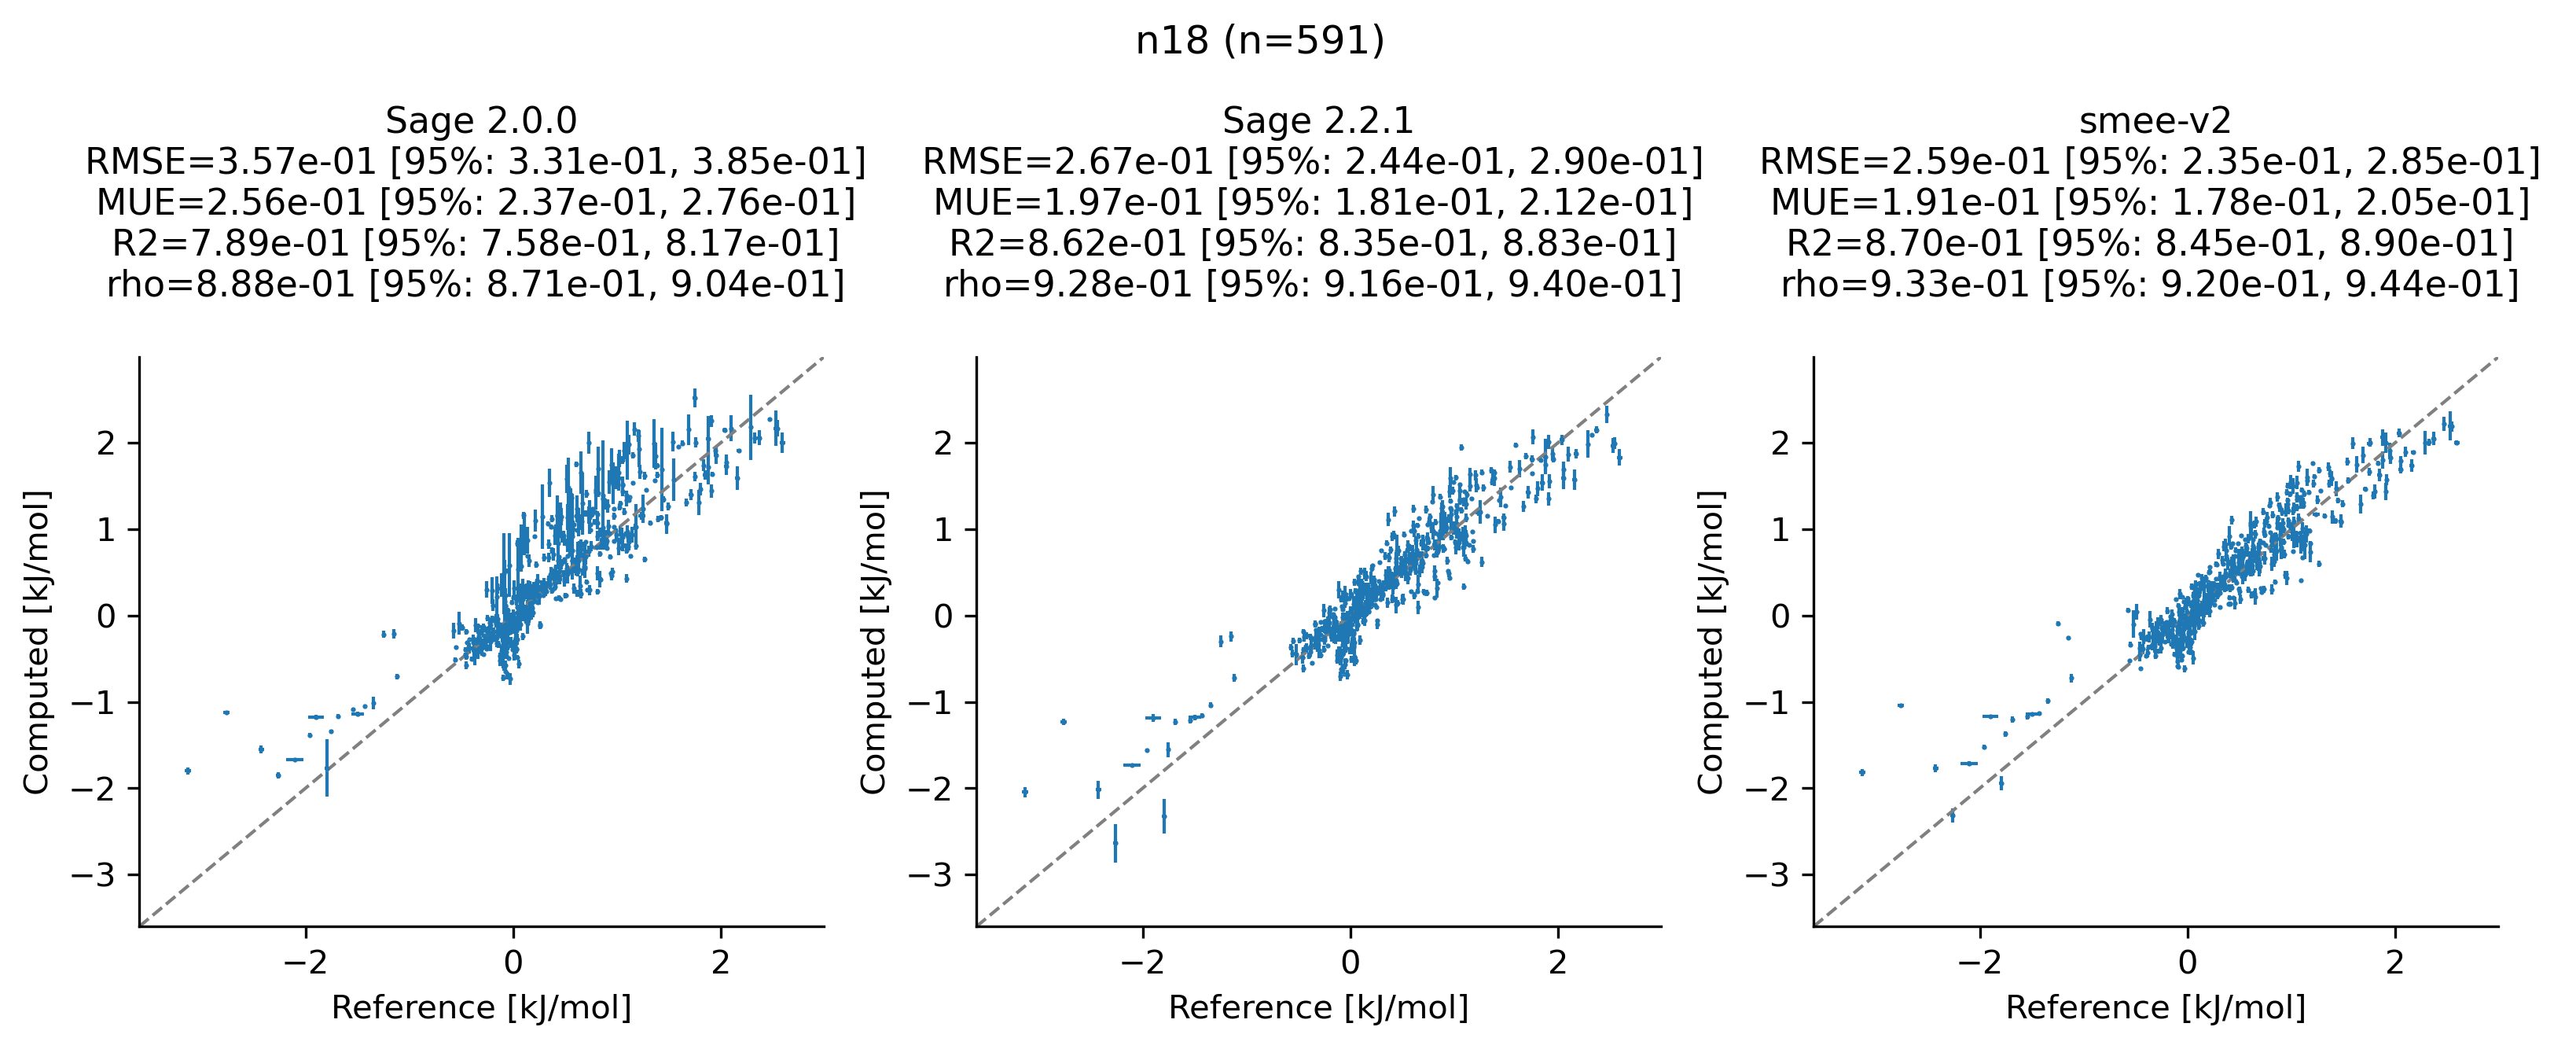 n18 (n=591)
Sage 2.0.0
RMSE=3.57e-01 [95%: 3.31e-01, 3.85e-01]
MUE=2.56e-01 [95%: 2.37e-01, 2.76e-01]
R2=7.89e-01 [95%: 7.58e-01, 8.17e-01]
rho=8.88e-01 [95%: 8.71e-01, 9.04e-01]
Computed [kJ/mol]
2
1
0
−1
−2
−3
−2 0 2
Reference [kJ/mol]
Sage 2.2.1
RMSE=2.67e-01 [95%: 2.44e-01, 2.90e-01]
MUE=1.97e-01 [95%: 1.81e-01, 2.12e-01]
R2=8.62e-01 [95%: 8.35e-01, 8.83e-01]
rho=9.28e-01 [95%: 9.16e-01, 9.40e-01]
Computed [kJ/mol]
2
1
0
−1
−2
−3
−2 0 2
Reference [kJ/mol]
smee-v2
RMSE=2.59e-01 [95%: 2.35e-01, 2.85e-01]
MUE=1.91e-01 [95%: 1.78e-01, 2.05e-01]
R2=8.70e-01 [95%: 8.45e-01, 8.90e-01]
rho=9.33e-01 [95%: 9.20e-01, 9.44e-01]
Computed [kJ/mol]
2
1
0
−1
−2
−3
−2 0 2
Reference [kJ/mol]